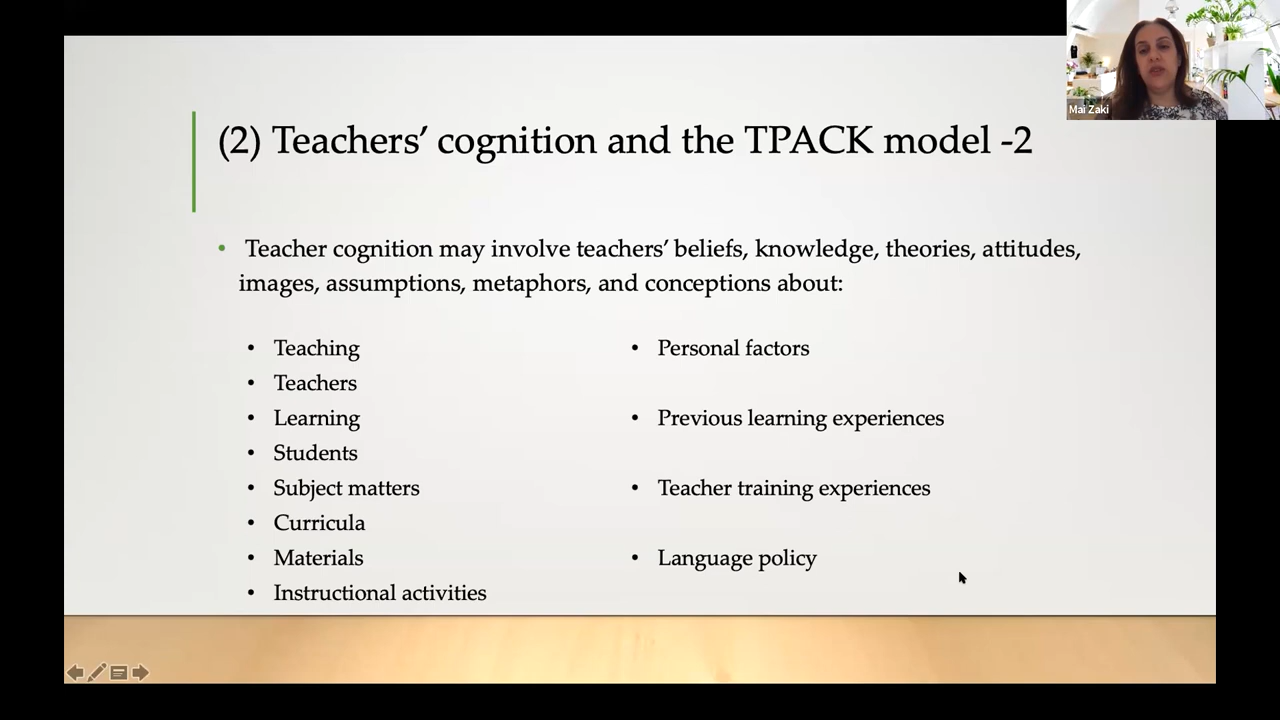 Mai Zaki
(2) Teachers’ cognition and the TPACK model -2
• Teacher cognition may involve teachers’ beliefs, knowledge, theories, attitudes,
images, assumptions, metaphors, and conceptions about:
• Teaching
• Teachers
• Learning
• Students
• Subject matters
• Curricula
• Materials
• Instructional activities
• Personal factors
• Previous learning experiences
• Teacher training experiences
• Language policy